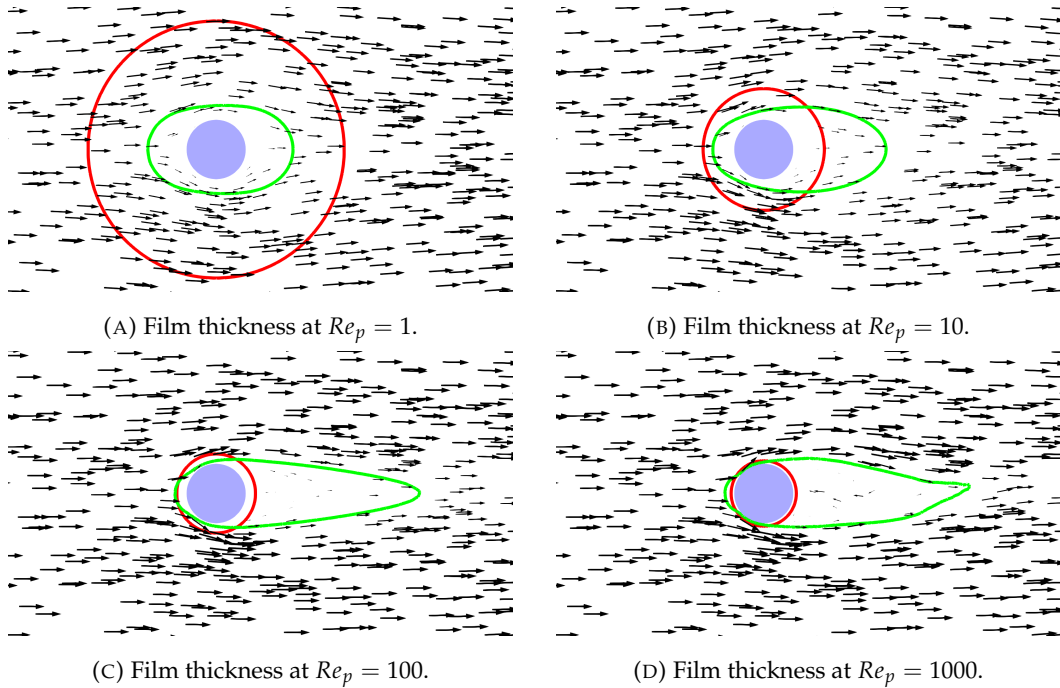 (A) Film thickness at Re_p = 1.
(B) Film thickness at Re_p = 10.
(C) Film thickness at Re_p = 100.
(D) Film thickness at Re_p = 1000.